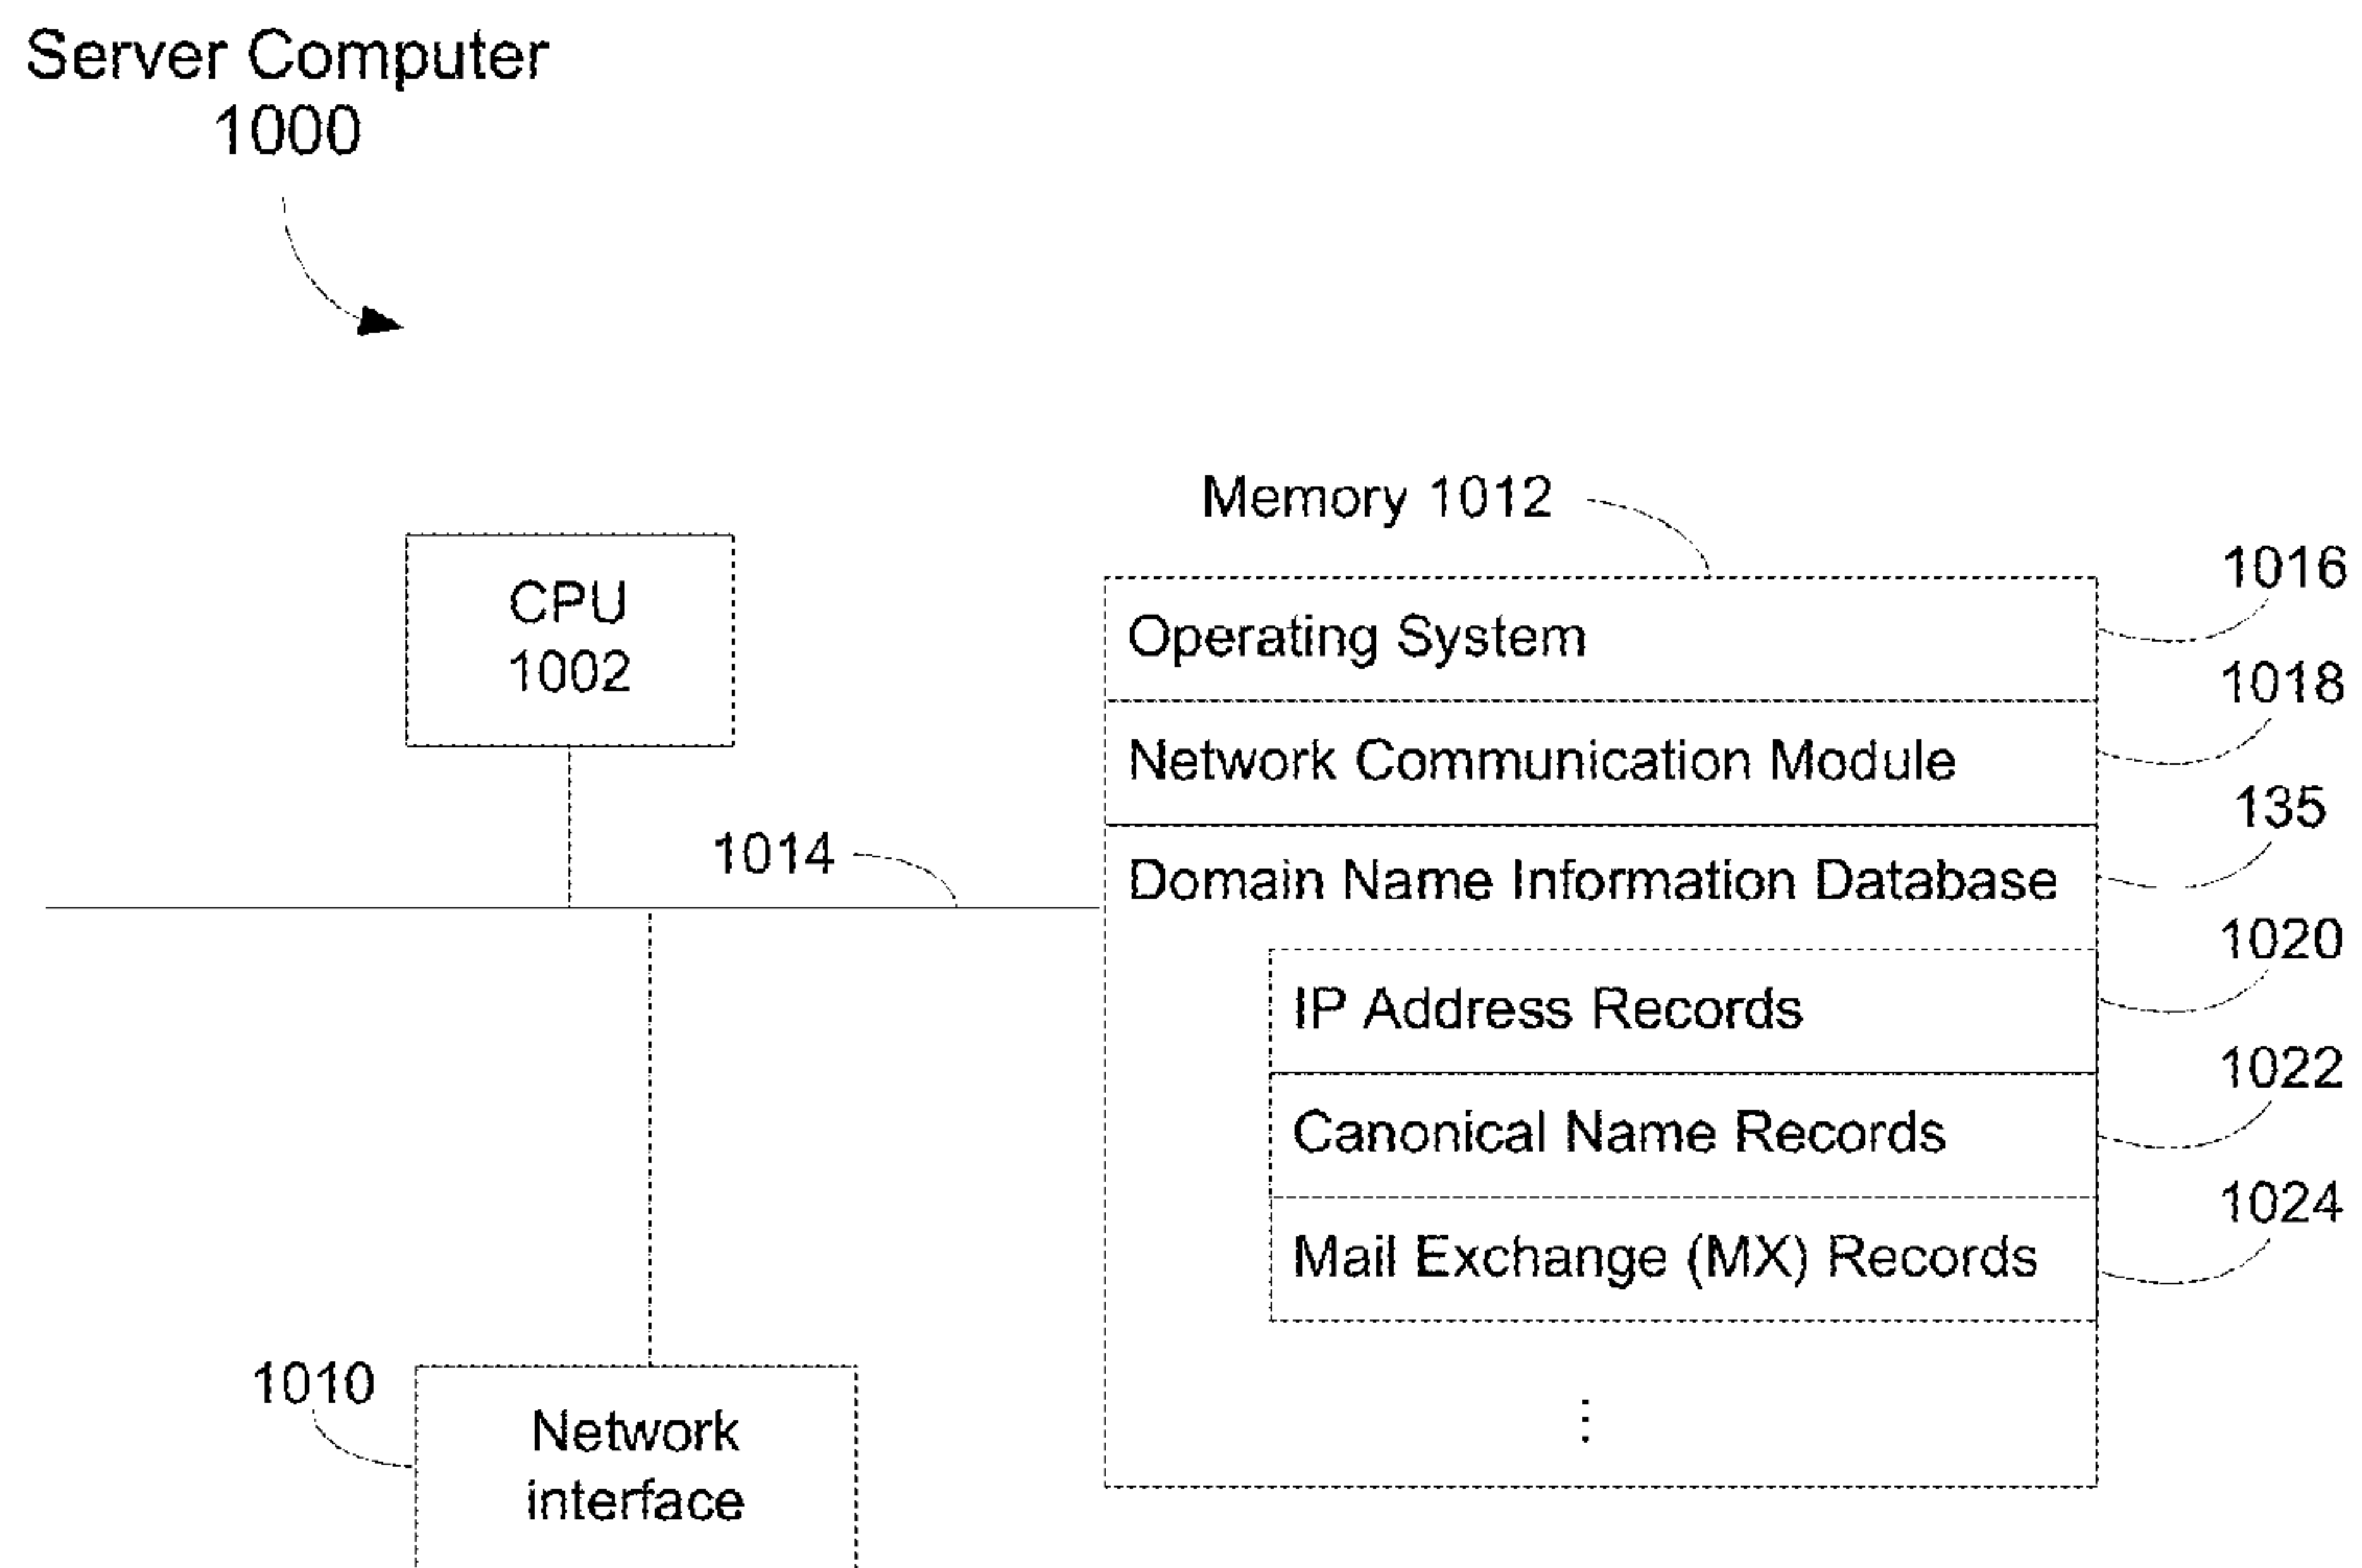 Server Computer
1000
Memory 1012
1016
CPU
1002
Operating System
1018
Network Communication Module
135
1014
Domain Name Information Database
1020
IP Address Records
1022
Canonical Name Records
1024
Mail Exchange (MX) Records
1010
Network
interface